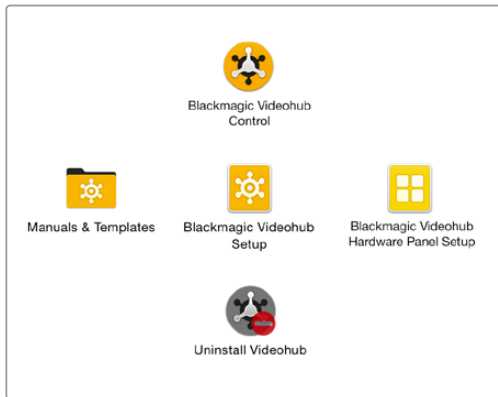 Blackmagic Videohub
Control
Manuals & Templates
Blackmagic Videohub
Setup
Blackmagic Videohub
Hardware Panel Setup
Uninstall Videohub